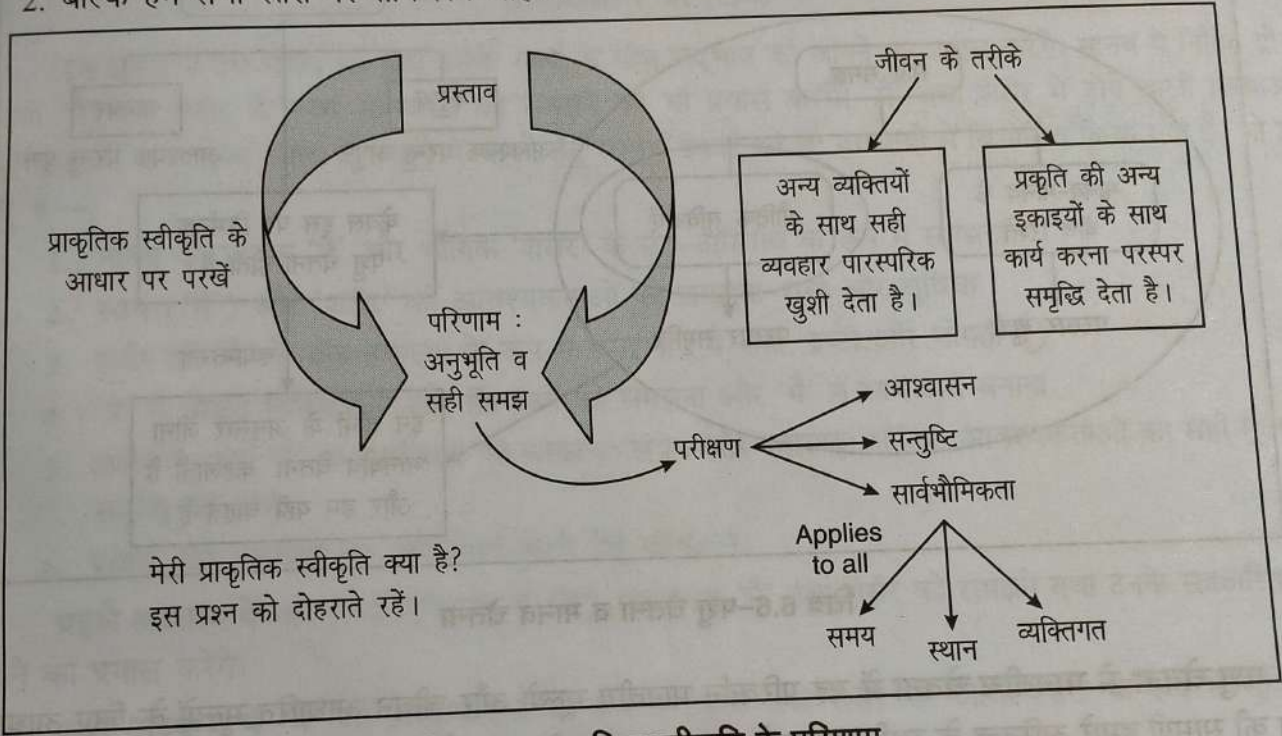 प्रस्ताव
जीवन के तरीके
प्राकृतिक स्वीकृति के
आधार पर परखें
अन्य व्यक्तियों
के साथ सही
व्यवहार पारस्परिक
खुशी देता है।
प्रकृति की अन्य
इकाइयों के साथ
कार्य करना परस्पर
समृद्धि देता है।
परिणाम :
अनुभूति व
सही समझ
परीक्षण
आश्वासन
सन्तुष्टि
सार्वभौमिकता
Applies
to all
समय
स्थान
व्यक्तिगत
मेरी प्राकृतिक स्वीकृति क्या है?
इस प्रश्न को दोहराते रहें।
स्वीकृति के परिणाम